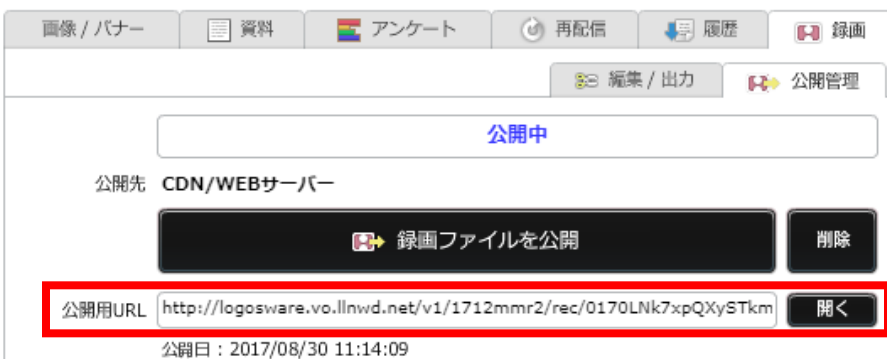 画像 / バナー 資料 アンケート 再配信 履歴 録画
編集 / 出力 公開管理
公開中
公開先 CDN/WEBサーバー
録画ファイルを公開 削除
公開用URL http://logosware.vo.llnwd.net/v1/1712mmr2/rec/0170LNk7xpQXySTkm 開く
公開日：2017/08/30 11:14:09